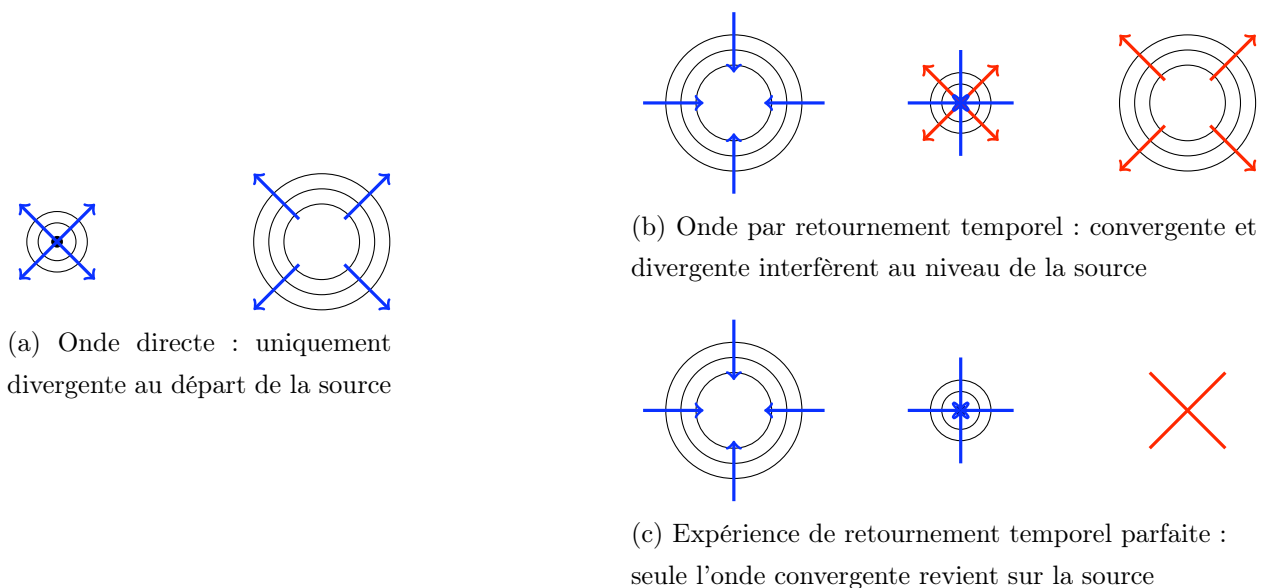 (a) Onde directe : uniquement
divergente au départ de la source
(b) Onde par retournement temporel : convergente et
divergente interfèrent au niveau de la source
(c) Expérience de retournement temporel parfaite :
seule l'onde convergente revient sur la source